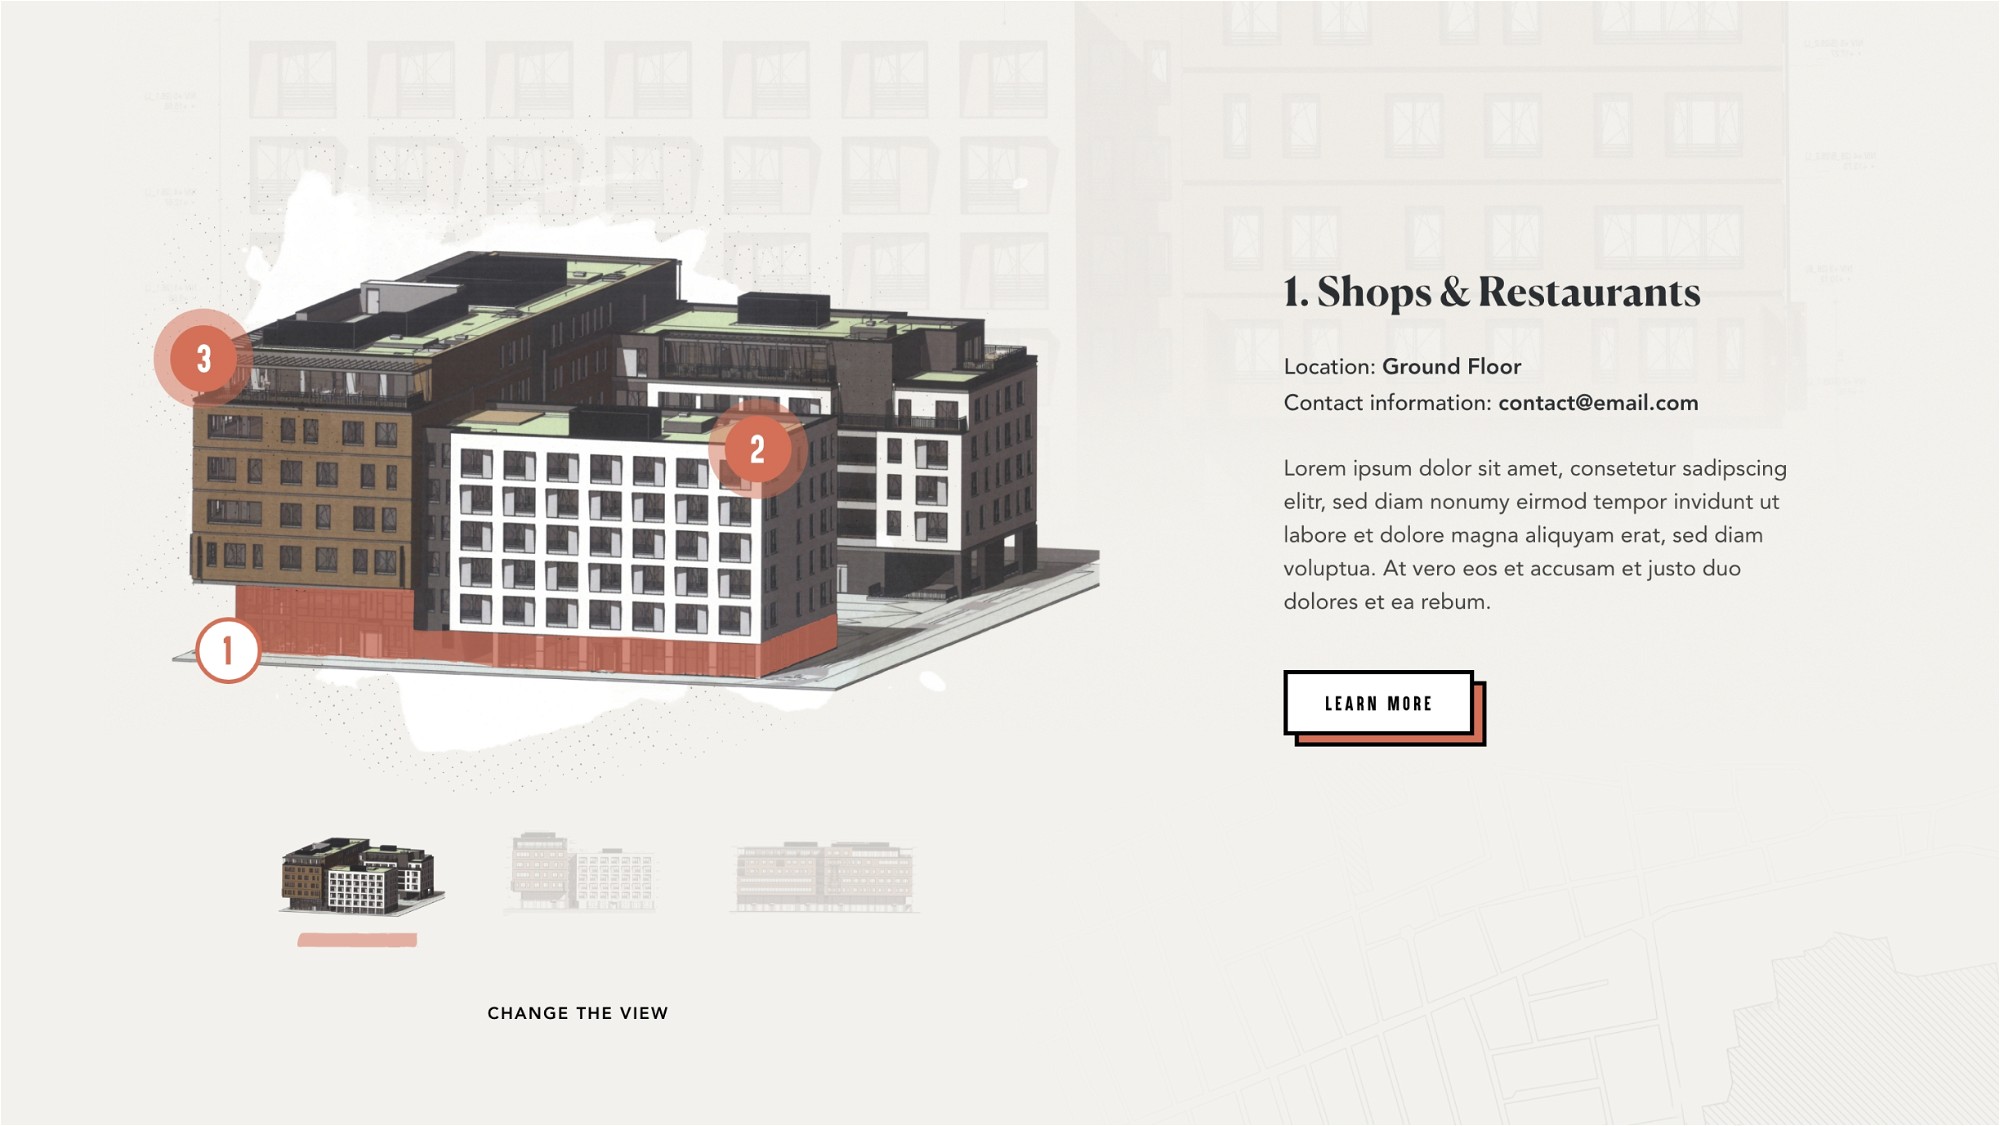 3
2
1
1. Shops & Restaurants
Location: Ground Floor
Contact information: contact@email.com
Lorem ipsum dolor sit amet, consetetur sadipscing
elitr, sed diam nonumy eirmod tempor invidunt ut
labore et dolore magna aliquyam erat, sed diam
voluptua. At vero eos et accusam et justo duo
dolores et ea rebum.
LEARN MORE
CHANGE THE VIEW